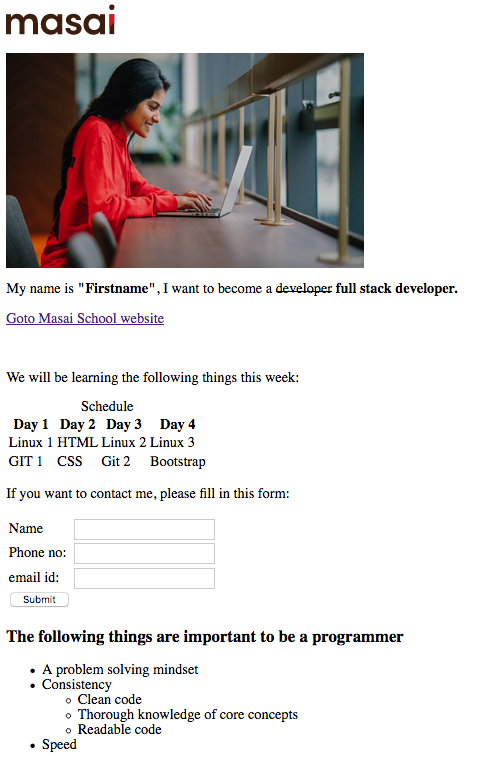 masai
My name is "Firstname", I want to become a developer full stack developer.
Goto Masai School website
We will be learning the following things this week:
Schedule
Day 1 Day 2 Day 3 Day 4
Linux 1 HTML Linux 2 Linux 3
GIT 1 CSS Git 2 Bootstrap
If you want to contact me, please fill in this form:
Name
Phone no:
email id:
Submit
The following things are important to be a programmer
A problem solving mindset
Consistency
Clean code
Thorough knowledge of core concepts
Readable code
Speed